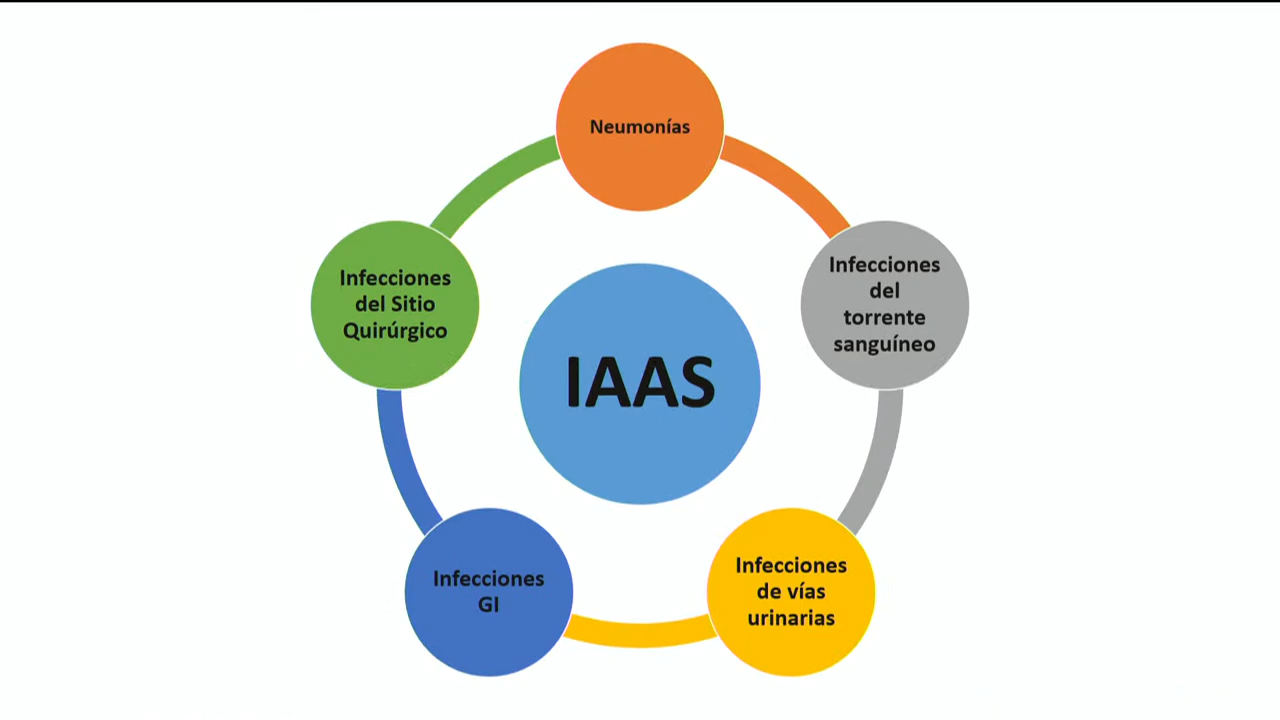 Neumonías
Infecciones
del
torrente
sanguíneo
Infecciones
de vías
urinarias
Infecciones
GI
Infecciones
del Sitio
Quirúrgico
IAAS